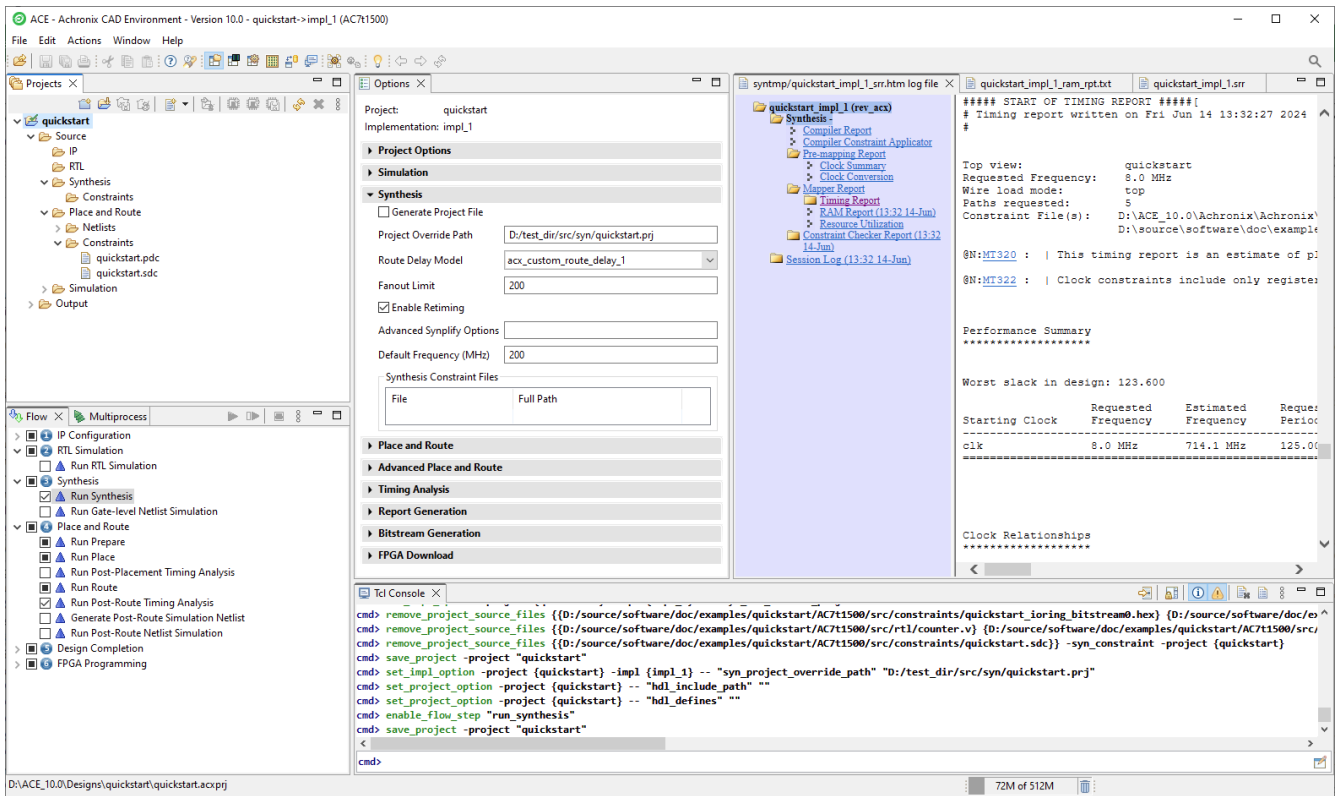 ACE - Achronix CAD Environment - Version 10.0 - quickstart->impl_1 (AC7t1500)
File Edit Actions Window Help
Projects
quickstart
Source
IP
RTL
Synthesis
Constraints
Place and Route
Netlists
Constraints
quickstart.pdc
quickstart.sdc
Simulation
Output
Flow Multiprocess
1 IP Configuration
2 RTL Simulation
Run RTL Simulation
3 Synthesis
Run Synthesis
Run Gate-level Netlist Simulation
4 Place and Route
Run Prepare
Run Place
Run Post-Placement Timing Analysis
Run Route
Run Post-Route Timing Analysis
Generate Post-Route Simulation Netlist
Run Post-Route Netlist Simulation
5 Design Completion
6 FPGA Programming
Options
Project: quickstart
Implementation: impl_1
Project Options
Simulation
Synthesis
Generate Project File
Project Override Path D:/test_dir/src/syn/quickstart.prj
Route Delay Model acx_custom_route_delay_1
Fanout Limit 200
Enable Retiming
Advanced Synplify Options
Default Frequency (MHz) 200
Synthesis Constraint Files
File Full Path
Place and Route
Advanced Place and Route
Timing Analysis
Report Generation
Bitstream Generation
FPGA Download
syntmp/quickstart_impl_1_srr.htm log file quickstart_impl_1_ram_rpt.txt quickstart_impl_1.srr
quickstart_impl_1 (rev_acx)
Synthesis -
Compiler Report
Compiler Constraint Applicator
Pre-mapping Report
Clock Summary
Clock Conversion
Mapper Report
Timing Report
RAM Report (13:32 14-Jun)
Resource Utilization
Constraint Checker Report (13:32
14-Jun)
Session Log (13:32 14-Jun)
##### START OF TIMING REPORT #####[
# Timing report written on Fri Jun 14 13:32:27 2024
#
Top view: quickstart
Requested Frequency: 8.0 MHz
Wire load mode: top
Paths requested: 5
Constraint File(s): D:\ACE_10.0\Achronix\Achronix\
D:\source\software\doc\example
@N:MT320 : | This timing report is an estimate of pl
@N:MT322 : | Clock constraints include only register
Performance Summary
*******************
Worst slack in design: 123.600
Requested Estimated Reques
Starting Clock Frequency Frequency Period
clk 8.0 MHz 714.1 MHz 125.00
Clock Relationships
*******************
Tcl Console
cmd> remove_project_source_files {{D:/source/software/doc/examples/quickstart/AC7t1500/src/constraints/quickstart_ioring_bitstream0.hex} {D:/source/software/doc/ex
cmd> remove_project_source_files {{D:/source/software/doc/examples/quickstart/AC7t1500/src/rtl/counter.v} {D:/source/software/doc/examples/quickstart/AC7t1500/src/
cmd> remove_project_source_files {{D:/source/software/doc/examples/quickstart/AC7t1500/src/constraints/quickstart.sdc}} -syn_constraint -project {quickstart}
cmd> save_project -project "quickstart"
cmd> set_impl_option -project {quickstart} -impl {impl_1} -- "syn_project_override_path" "D:/test_dir/src/syn/quickstart.prj"
cmd> set_project_option -project {quickstart} -- "hdl_include_path" ""
cmd> set_project_option -project {quickstart} -- "hdl_defines" ""
cmd> enable_flow_step "run_synthesis"
cmd> save_project -project "quickstart"
cmd>
D:\ACE_10.0\Designs\quickstart\quickstart.acxprj
72M of 512M